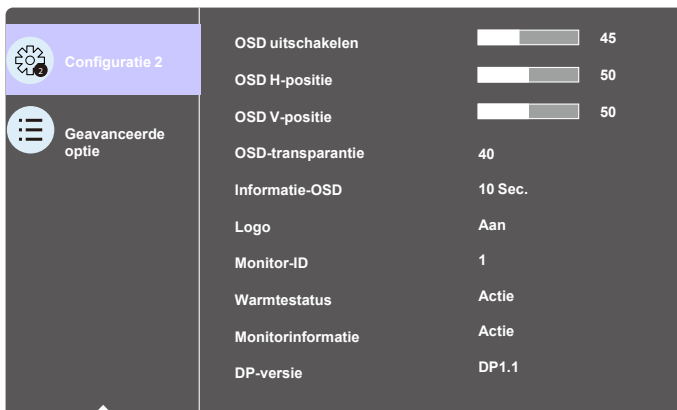 2
Configuratie 2
Geavanceerde
optie
OSD uitschakelen 45
OSD H-positie 50
OSD V-positie 50
OSD-transparantie 40
Informatie-OSD 10 Sec.
Logo Aan
Monitor-ID 1
Warmtestatus Actie
Monitorinformatie Actie
DP-versie DP1.1